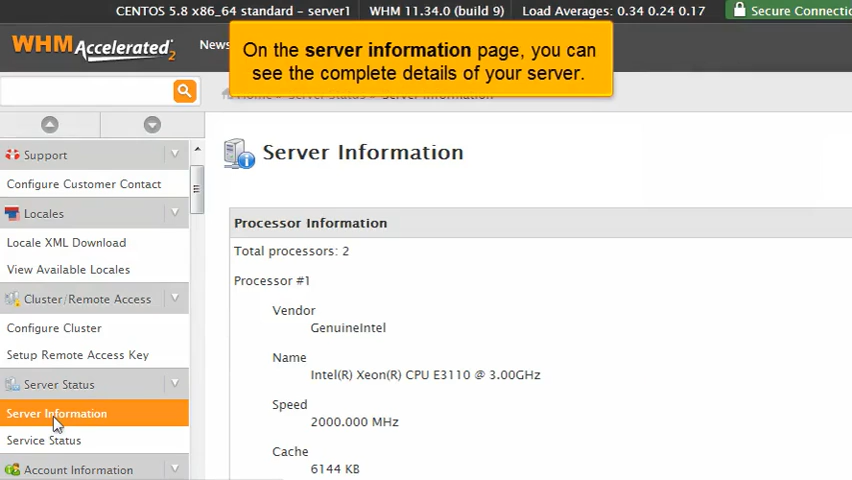 CENTOS 5.8 x86_64 standard – server1 WHM 11.34.0 (build 9) Load Averages: 0.34 0.24 0.17 Secure Connectio
WHM Accelerated2 News
On the server information page, you can
see the complete details of your server.
Server Information
Support
Configure Customer Contact
Locales
Locale XML Download
View Available Locales
Cluster/Remote Access
Configure Cluster
Setup Remote Access Key
Server Status
Server Information
Service Status
Account Information
Processor Information
Total processors: 2
Processor #1
Vendor
GenuineIntel
Name
Intel(R) Xeon(R) CPU E3110 @ 3.00GHz
Speed
2000.000 MHz
Cache
6144 KB